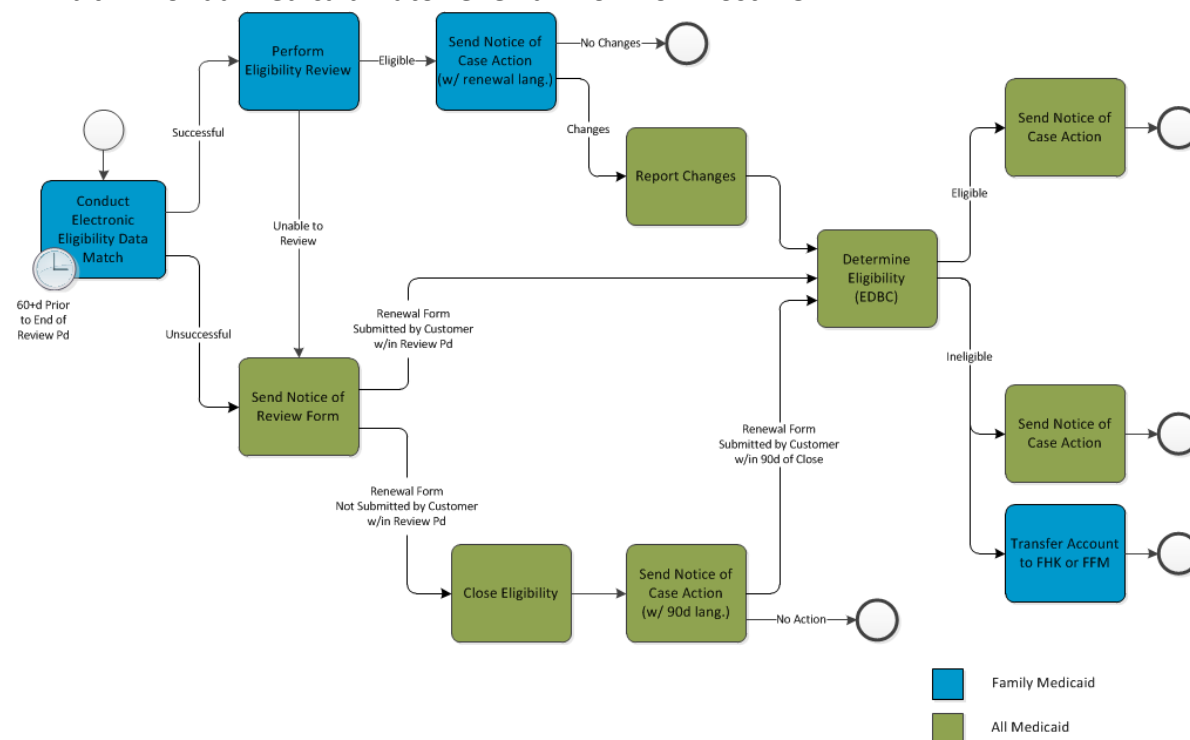 Perform
Eligibility Review
Eligible
Send Notice of
Case Action
(w/ renewal lang.)
No Changes
Changes
Successful
Conduct
Electronic
Eligibility Data
Match
60+d Prior
to End of
Review Pd
Unsuccessful
Unable to
Review
Report Changes
Send Notice of
Case Action
Eligible
Determine
Eligibility
(EDBC)
Ineligible
Renewal Form
Submitted by Customer
w/in Review Pd
Send Notice of
Review Form
Renewal Form
Not Submitted by Customer
w/in Review Pd
Renewal Form
Submitted by Customer
w/in 90d of Close
Send Notice of
Case Action
Close Eligibility
Send Notice of
Case Action
(w/ 90d lang.)
No Action
Transfer Account
to FHK or FFM
Family Medicaid
All Medicaid